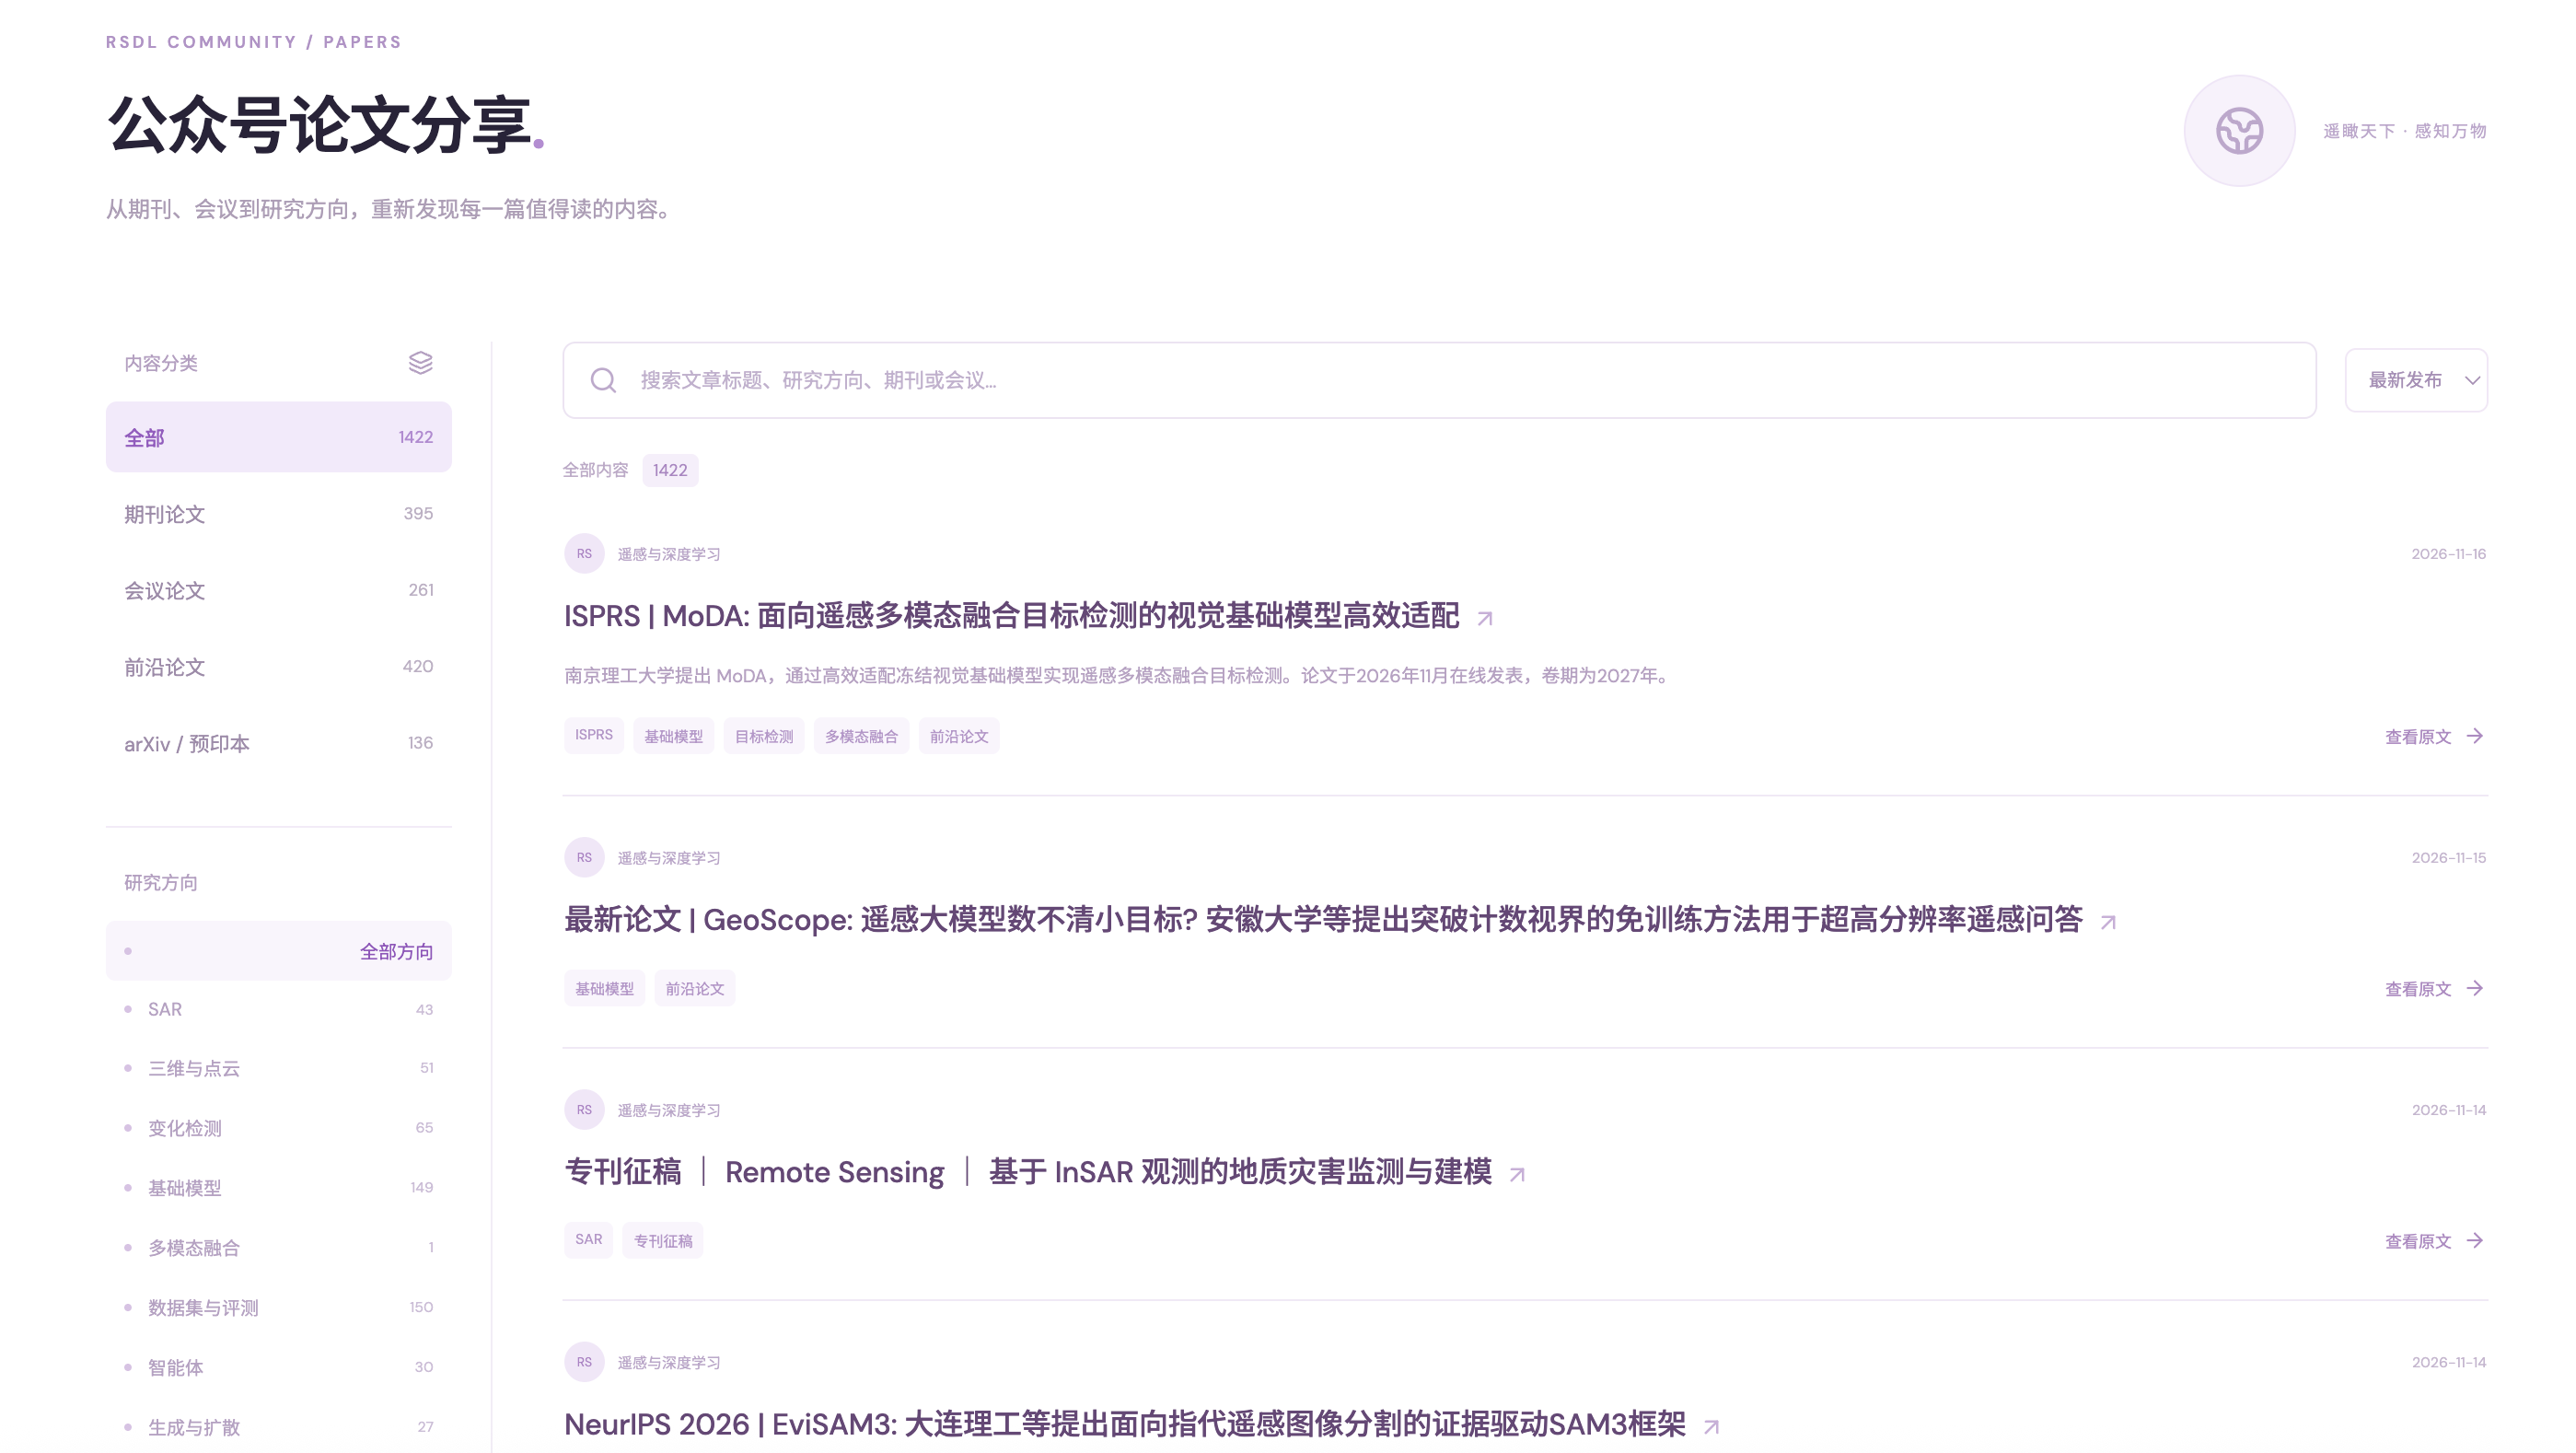 RSDL COMMUNITY / PAPERS
公众号论文分享.
遥瞰天下 · 感知万物
从期刊、会议到研究方向，重新发现每一篇值得读的内容。
内容分类
全部 1422
期刊论文 395
会议论文 261
前沿论文 420
arXiv / 预印本 136
研究方向
全部方向
SAR 43
三维与点云 51
变化检测 65
基础模型 149
多模态融合 1
数据集与评测 150
智能体 30
生成与扩散 27
搜索文章标题、研究方向、期刊或会议...
最新发布
全部内容 1422
RS 遥感与深度学习 2026-11-16
ISPRS | MoDA: 面向遥感多模态融合目标检测的视觉基础模型高效适配
南京理工大学提出 MoDA，通过高效适配冻结视觉基础模型实现遥感多模态融合目标检测。论文于2026年11月在线发表，卷期为2027年。
ISPRS 基础模型 目标检测 多模态融合 前沿论文 查看原文
RS 遥感与深度学习 2026-11-15
最新论文 | GeoScope: 遥感大模型数不清小目标? 安徽大学等提出突破计数视界的免训练方法用于超高分辨率遥感问答
基础模型 前沿论文 查看原文
RS 遥感与深度学习 2026-11-14
专刊征稿 ｜ Remote Sensing ｜ 基于 InSAR 观测的地质灾害监测与建模
SAR 专刊征稿 查看原文
RS 遥感与深度学习 2026-11-14
NeurIPS 2026 | EviSAM3: 大连理工等提出面向指代遥感图像分割的证据驱动SAM3框架